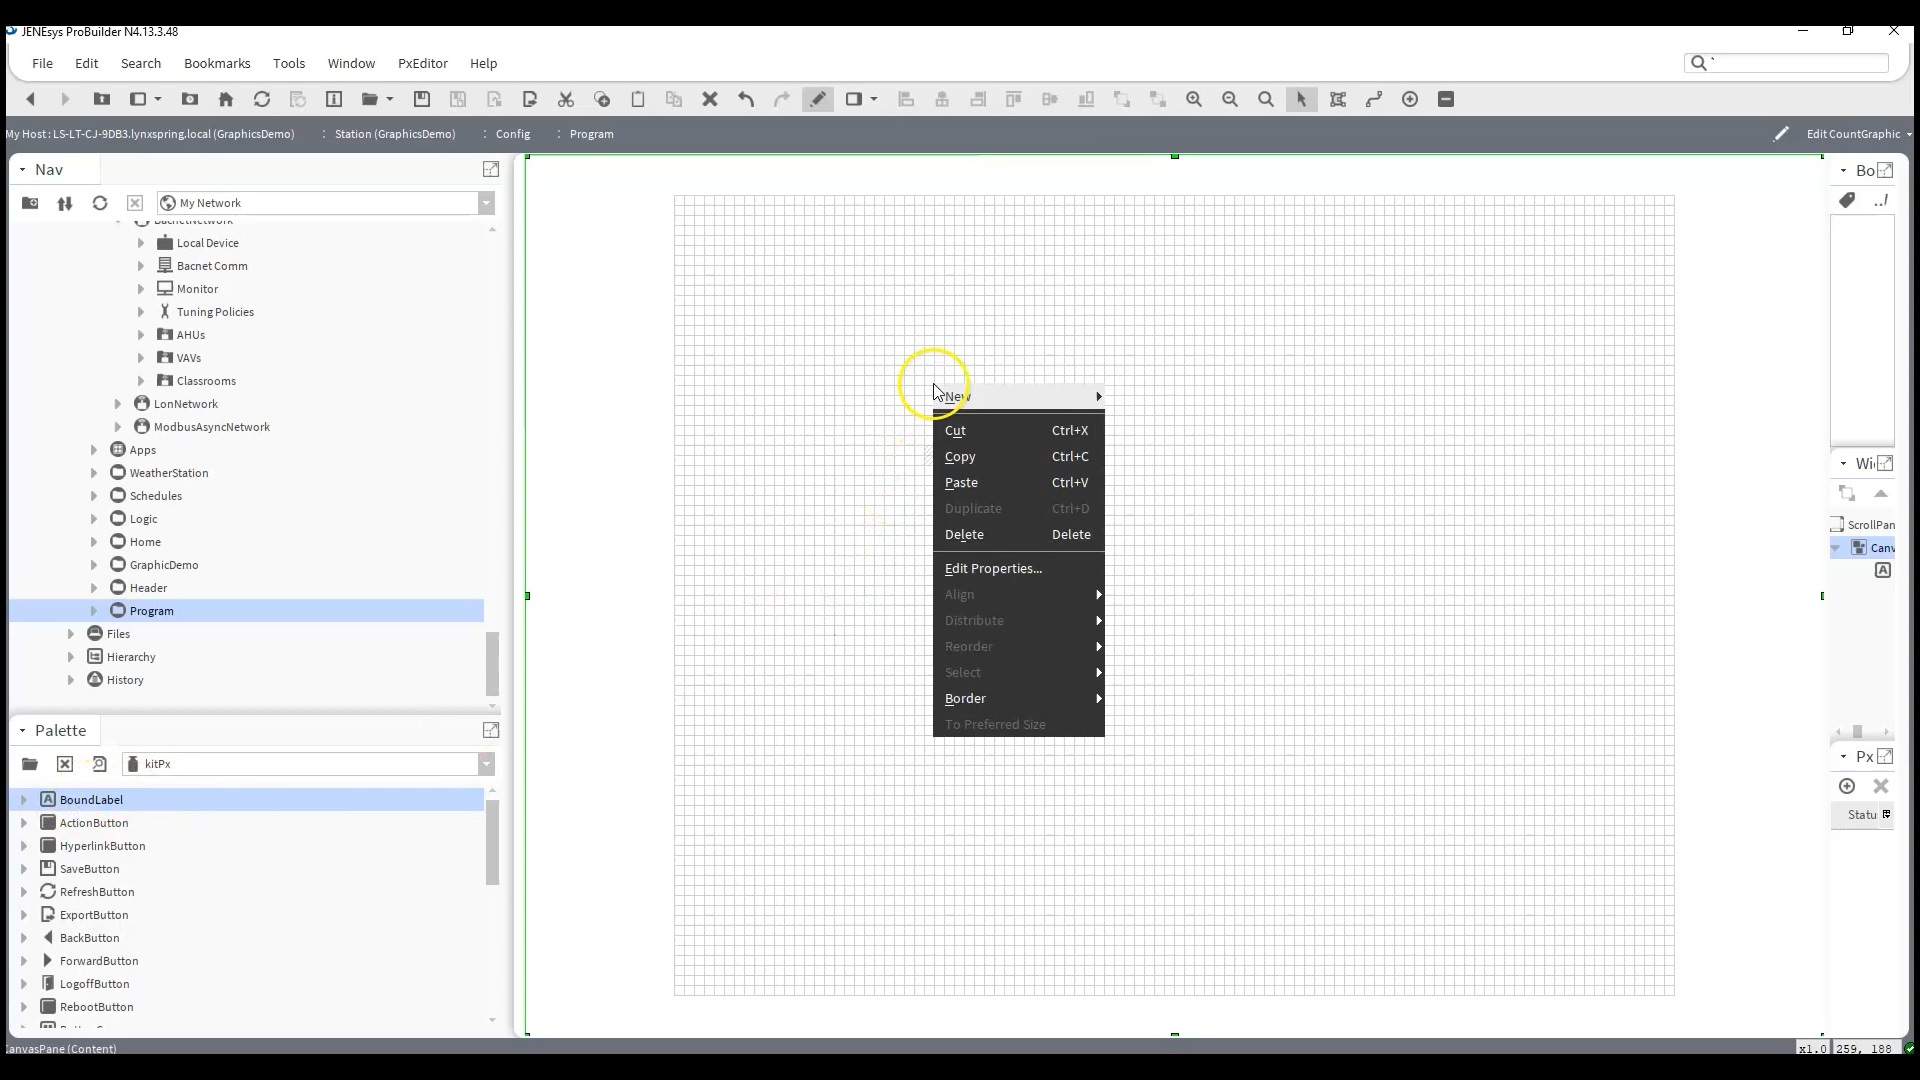 JENEsys ProBuilder N4.13.3.48
File Edit Search Bookmarks Tools Window PxEditor Help
My Host : LS-LT-CJ-9DB3.lynxspring.local (GraphicsDemo) : Station (GraphicsDemo) : Config : Program
Edit CountGraphic
Nav
My Network
BacnetNetwork
Local Device
Bacnet Comm
Monitor
Tuning Policies
AHUs
VAVs
Classrooms
LonNetwork
ModbusAsyncNetwork
Apps
WeatherStation
Schedules
Logic
Home
GraphicDemo
Header
Program
Files
Hierarchy
History
Palette
kitPx
BoundLabel
ActionButton
HyperlinkButton
SaveButton
RefreshButton
ExportButton
BackButton
ForwardButton
LogoffButton
RebootButton
New
Cut Ctrl+X
Copy Ctrl+C
Paste Ctrl+V
Duplicate Ctrl+D
Delete Delete
Edit Properties...
Align
Distribute
Reorder
Select
Border
To Preferred Size
Bo
../
Wi
ScrollPan
Canv
Px
Statu
CanvasPane (Content)
x1.0 259, 188